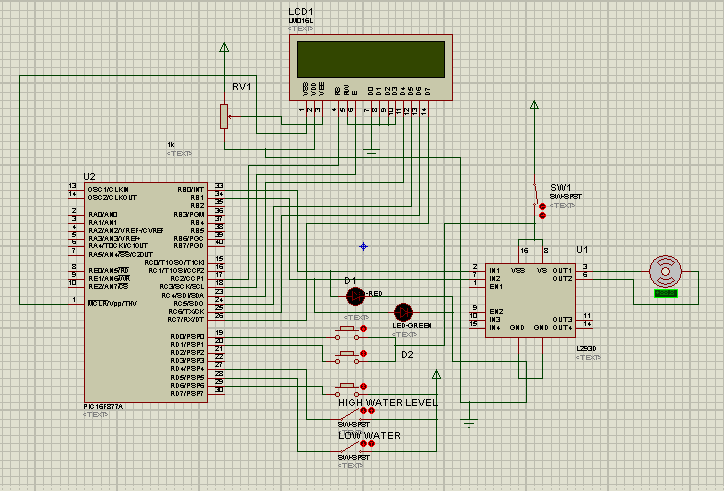 LCD1
LM016L
<TEXT>
RV1
1k
<TEXT>
VSS VDD VEE RS RW E D0 D1 D2 D3 D4 D5 D6 D7
1 2 3 4 5 6 7 8 9 10 11 12 13 14
U2
13 OSC1/CLKIN
14 OSC2/CLKOUT
2 RA0/AN0
3 RA1/AN1
4 RA2/AN2/VREF-/CVREF
5 RA3/AN3/VREF+
6 RA4/T0CKI/C1OUT
7 RA5/AN4/SS/C2OUT
8 RE0/AN5/RD
9 RE1/AN6/WR
10 RE2/AN7/CS
1 MCLR/Vpp/THV
RB0/INT 33
RB1 34
RB2 35
RB3/PGM 36
RB4 37
RB5 38
RB6/PGC 39
RB7/PGD 40
RC0/T1OSO/T1CKI 15
RC1/T1OSI/CCP2 16
RC2/CCP1 17
RC3/SCK/SCL 18
RC4/SDI/SDA 23
RC5/SDO 24
RC6/TX/CK 25
RC7/RX/DT 26
RD0/PSP0 19
RD1/PSP1 20
RD2/PSP2 21
RD3/PSP3 22
RD4/PSP4 27
RD5/PSP5 28
RD6/PSP6 29
RD7/PSP7 30
PIC16F877A
<TEXT>
D1
LED-RED
<TEXT>
LED-GREEN
<TEXT>
D2
HIGH WATER LEVEL
SW-SPST
<TEXT>
LOW WATER
SW-SPST
<TEXT>
SW1
SW-SPST
<TEXT>
U1
16 8
VSS VS
2 IN1
7 IN2
1 EN1
OUT1 3
OUT2 6
9 EN2
10 IN3
15 IN4
GND GND
OUT3 11
OUT4 14
L293D
<TEXT>
<TEXT>